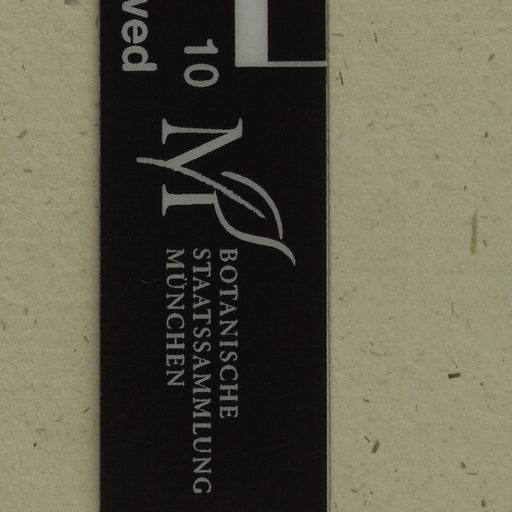 ved
10
BOTANISCHE
STAATSSAMMLUNG
MÜNCHEN